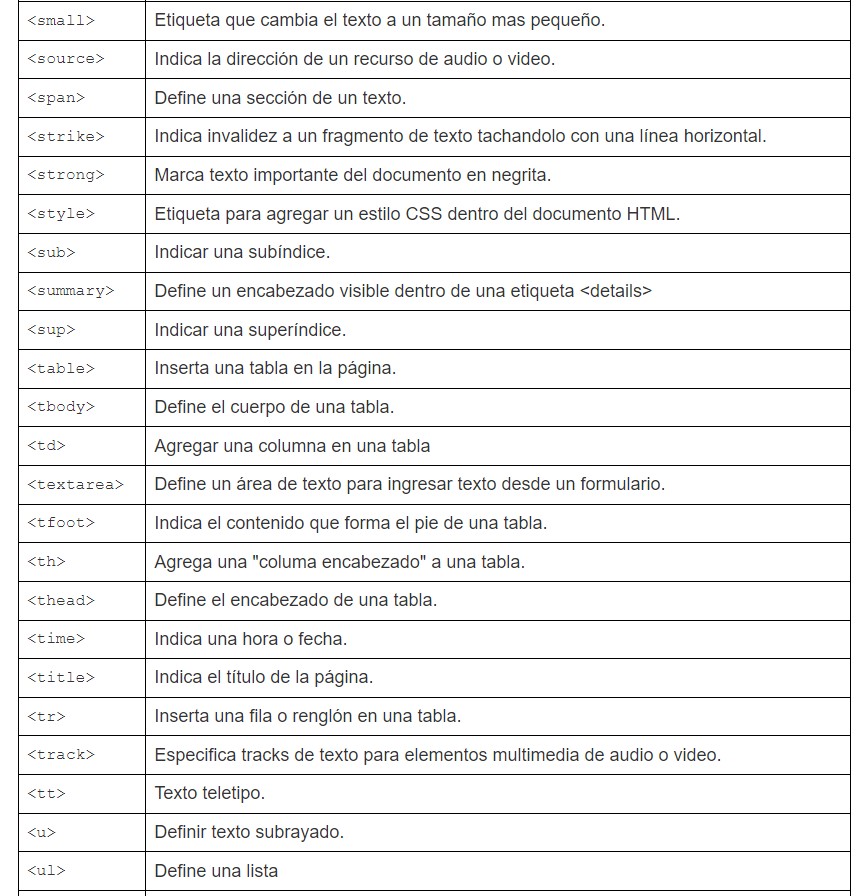 <small> Etiqueta que cambia el texto a un tamaño mas pequeño.
<source> Indica la dirección de un recurso de audio o video.
<span> Define una sección de un texto.
<strike> Indica invalidez a un fragmento de texto tachandolo con una línea horizontal.
<strong> Marca texto importante del documento en negrita.
<style> Etiqueta para agregar un estilo CSS dentro del documento HTML.
<sub> Indicar una subíndice.
<summary> Define un encabezado visible dentro de una etiqueta <details>
<sup> Indicar una superíndice.
<table> Inserta una tabla en la página.
<tbody> Define el cuerpo de una tabla.
<td> Agregar una columna en una tabla
<textarea> Define un área de texto para ingresar texto desde un formulario.
<tfoot> Indica el contenido que forma el pie de una tabla.
<th> Agrega una "columa encabezado" a una tabla.
<thead> Define el encabezado de una tabla.
<time> Indica una hora o fecha.
<title> Indica el título de la página.
<tr> Inserta una fila o renglón en una tabla.
<track> Especifica tracks de texto para elementos multimedia de audio o video.
<tt> Texto teletipo.
<u> Definir texto subrayado.
<ul> Define una lista